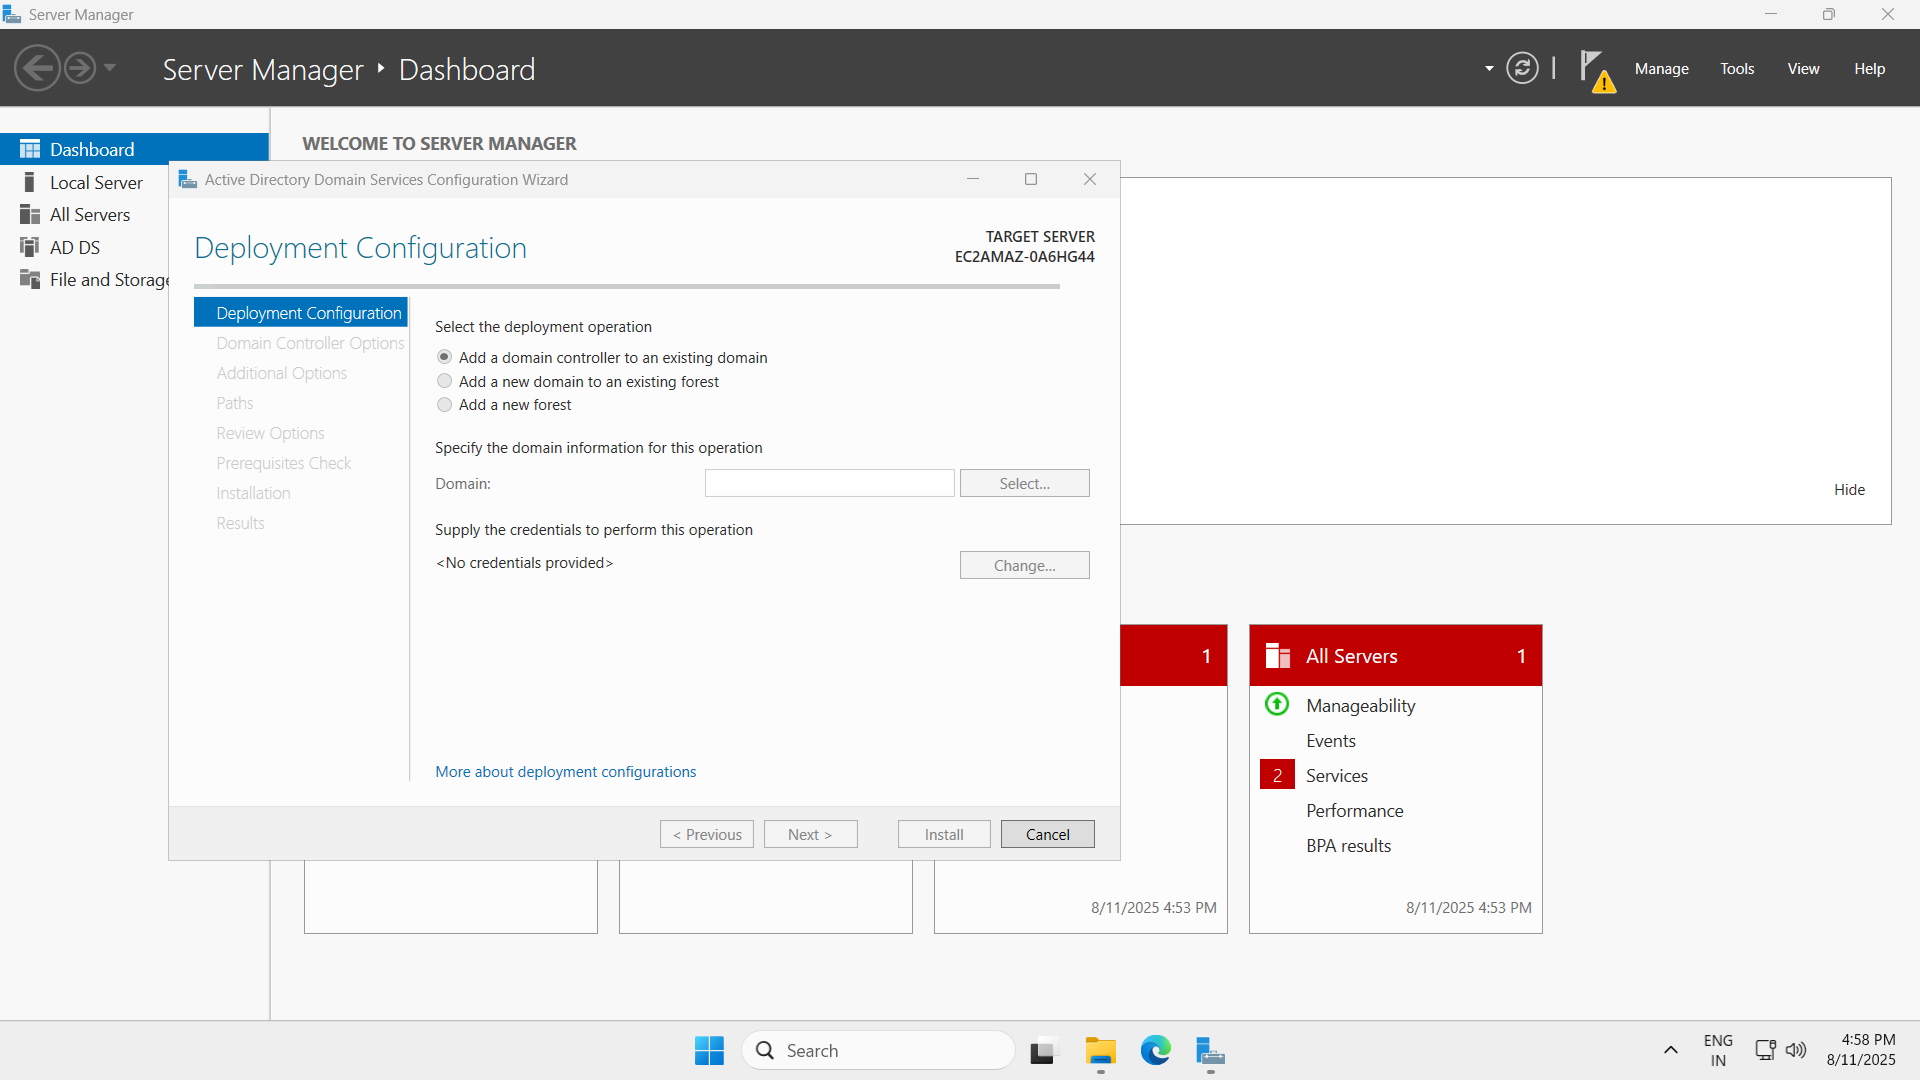 Server Manager
Server Manager ‣ Dashboard
Manage
Tools
View
Help
Dashboard
Local Server
All Servers
AD DS
File and Storage
WELCOME TO SERVER MANAGER
Active Directory Domain Services Configuration Wizard
Deployment Configuration
TARGET SERVER
EC2AMAZ-0A6HG44
Deployment Configuration
Domain Controller Options
Additional Options
Paths
Review Options
Prerequisites Check
Installation
Results
Select the deployment operation
Add a domain controller to an existing domain
Add a new domain to an existing forest
Add a new forest
Specify the domain information for this operation
Domain:
Select...
Supply the credentials to perform this operation
<No credentials provided>
Change...
More about deployment configurations
< Previous
Next >
Install
Cancel
Hide
1
8/11/2025 4:53 PM
All Servers 1
Manageability
Events
2 Services
Performance
BPA results
8/11/2025 4:53 PM
Search
ENG
IN
4:58 PM
8/11/2025